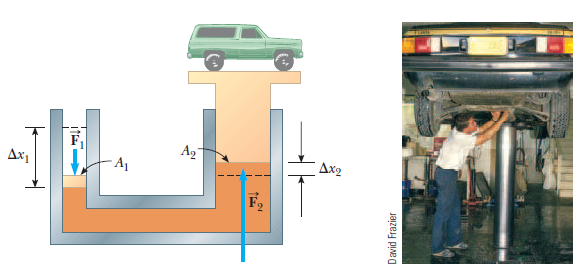 F₁
Δx₁
A₁
A₂
Δx₂
F₂
David Frazier